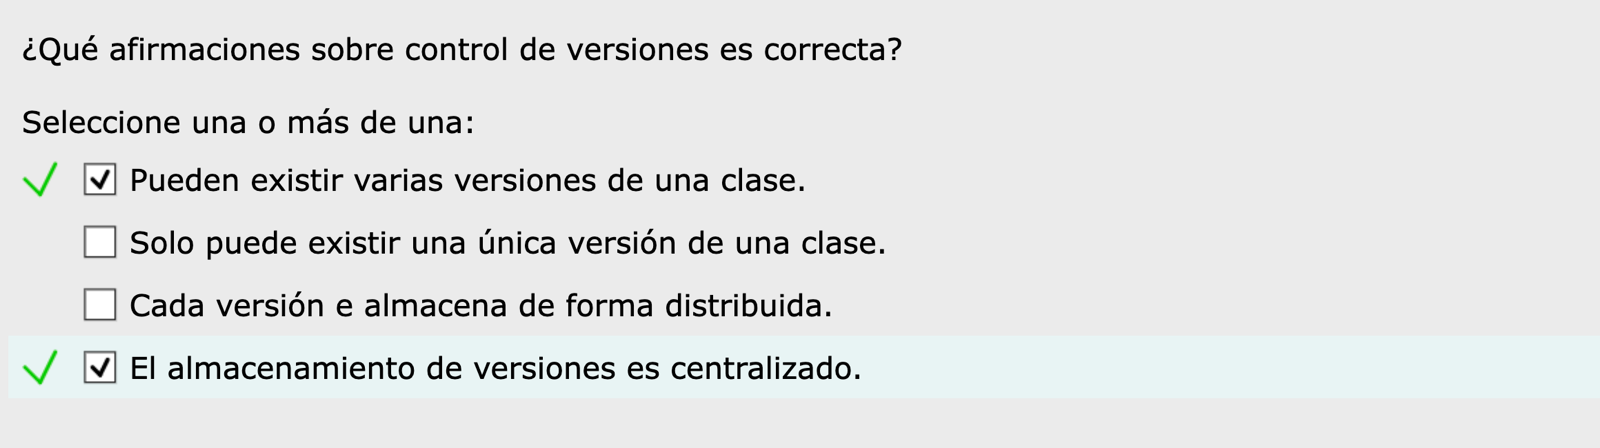 ¿Qué afirmaciones sobre control de versiones es correcta?
Seleccione una o más de una:
Pueden existir varias versiones de una clase.
Solo puede existir una única versión de una clase.
Cada versión e almacena de forma distribuida.
El almacenamiento de versiones es centralizado.